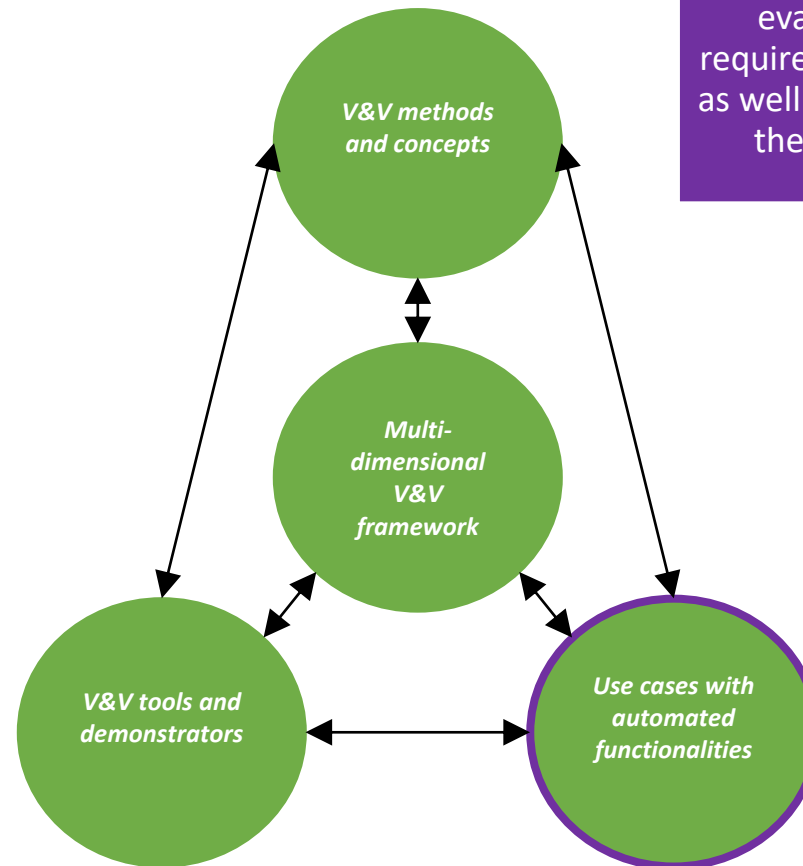 eva
require
as well
the
V&V methods
and concepts
Multi-
dimensional
V&V
framework
V&V tools and
demonstrators
Use cases with
automated
functionalities